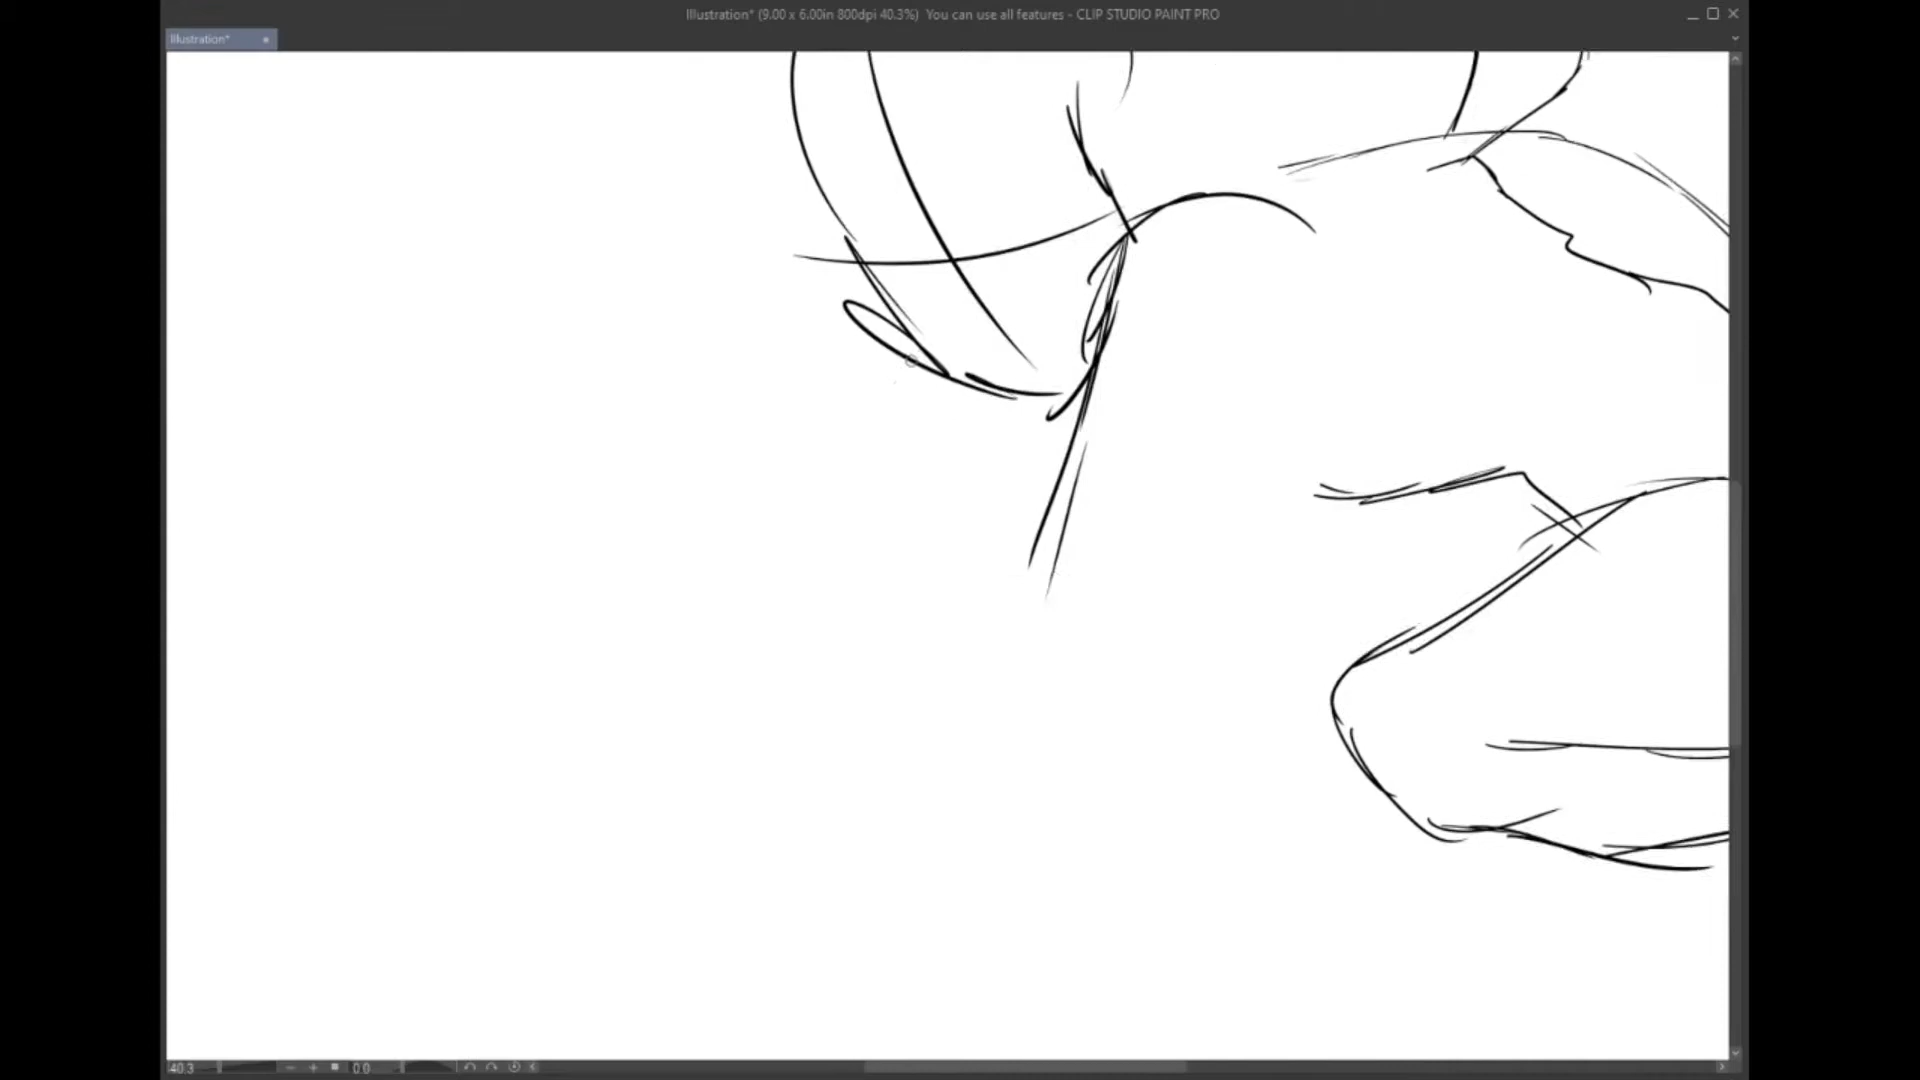 Illustration* (9.00 x 6.00in 800dpi 40.3%)  You can use all features - CLIP STUDIO PAINT PRO
Illustration*
40.3
0.0